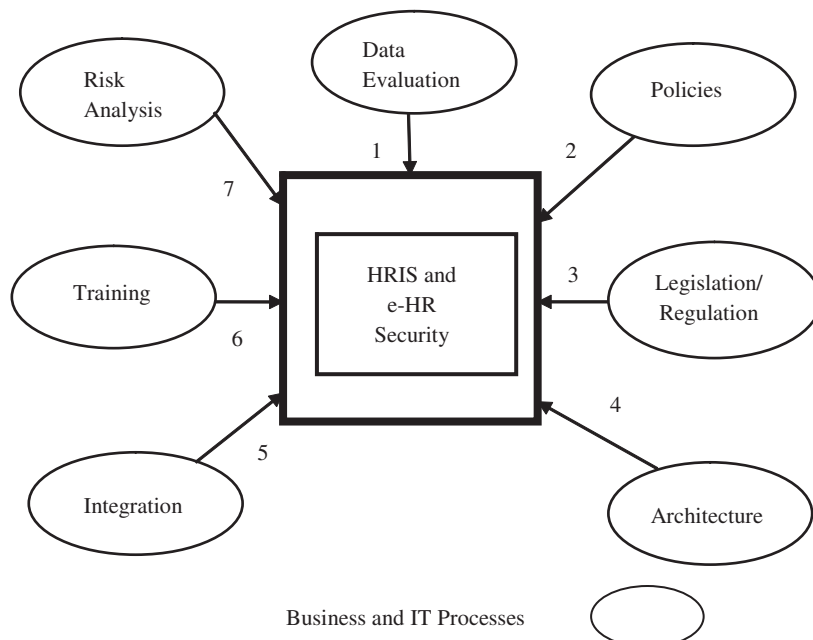 Data
Evaluation
Risk
Analysis
Policies
1
2
7
HRIS and
e-HR
Security
Training
3
Legislation/
Regulation
6
4
5
Integration
Architecture
Business and IT Processes